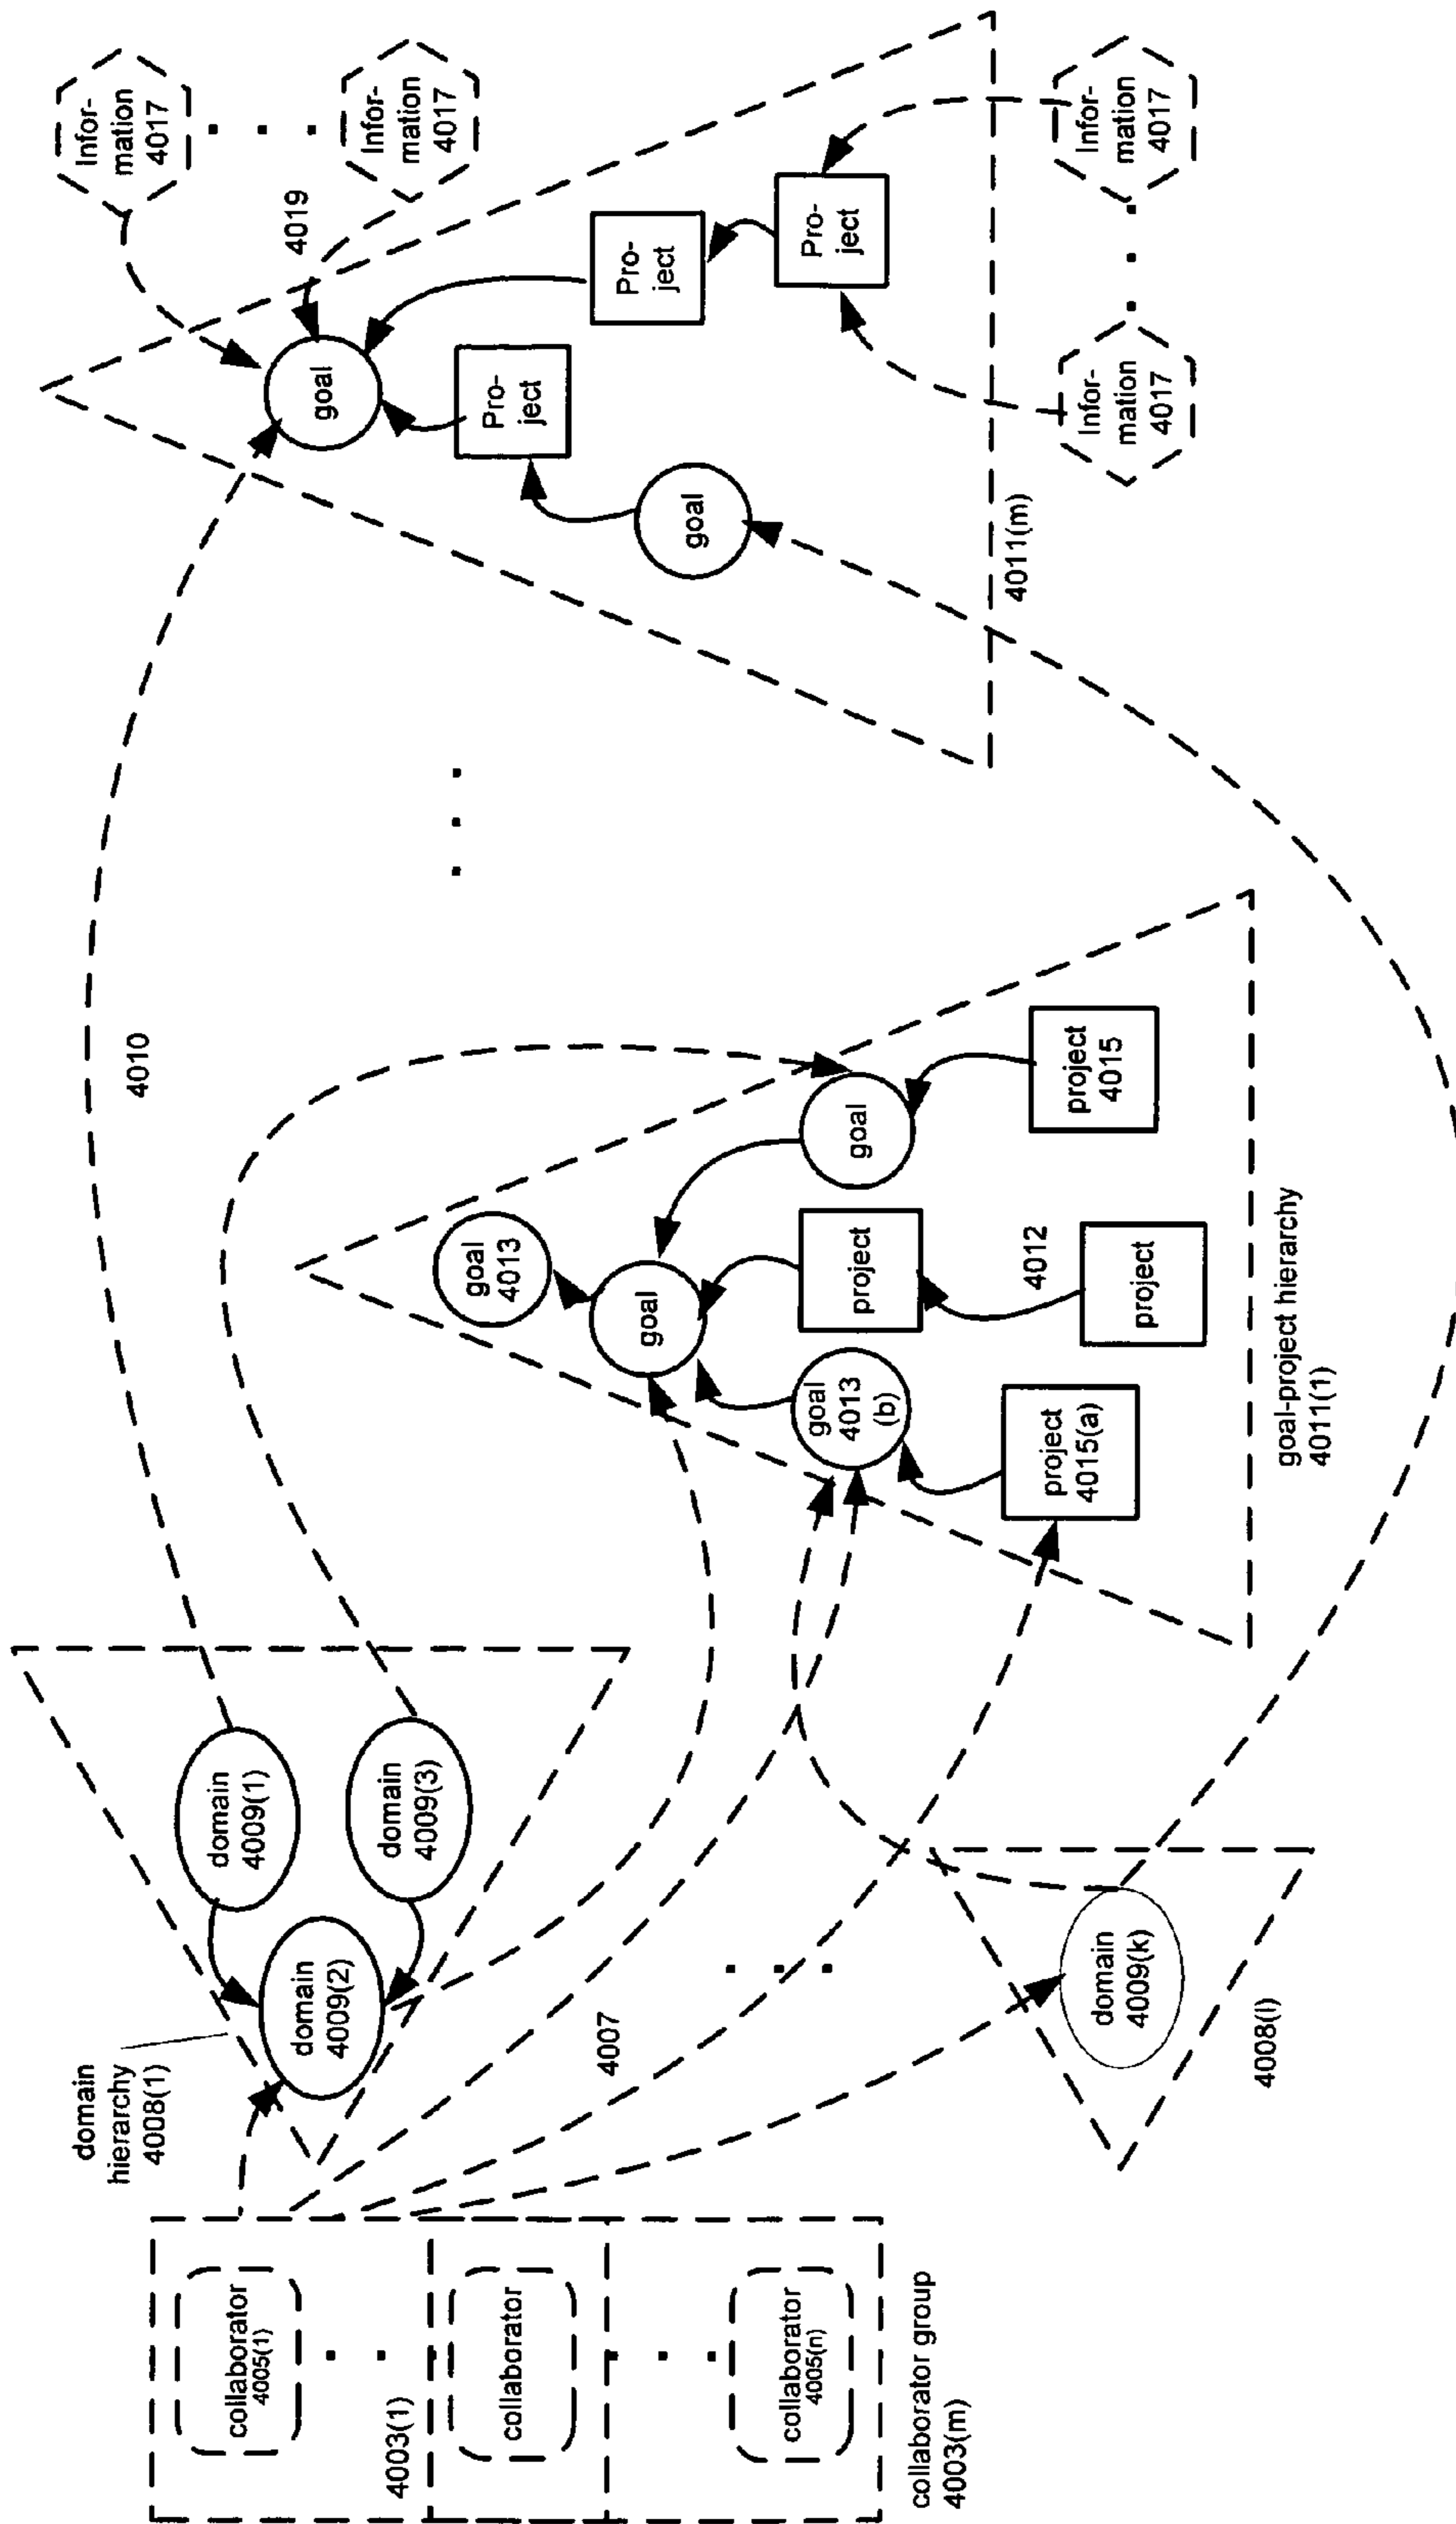 collaborator
4005(1)
4003(1)
collaborator
collaborator
4005(n)
collaborator group
4003(m)
domain
hierarchy
4008(1)
domain
4009(2)
domain
4009(1)
domain
4009(3)
4007
domain
4009(k)
4008(l)
4010
goal
4013
goal
goal
4013
(b)
project
goal
project
4015(a)
4012
project
project
4015
goal-project hierarchy
4011(1)
goal
Pro-
ject
goal
Pro-
ject
Pro-
ject
4011(m)
4019
Infor-
mation
4017
Infor-
mation
4017
Infor-
mation
4017
Infor-
mation
4017